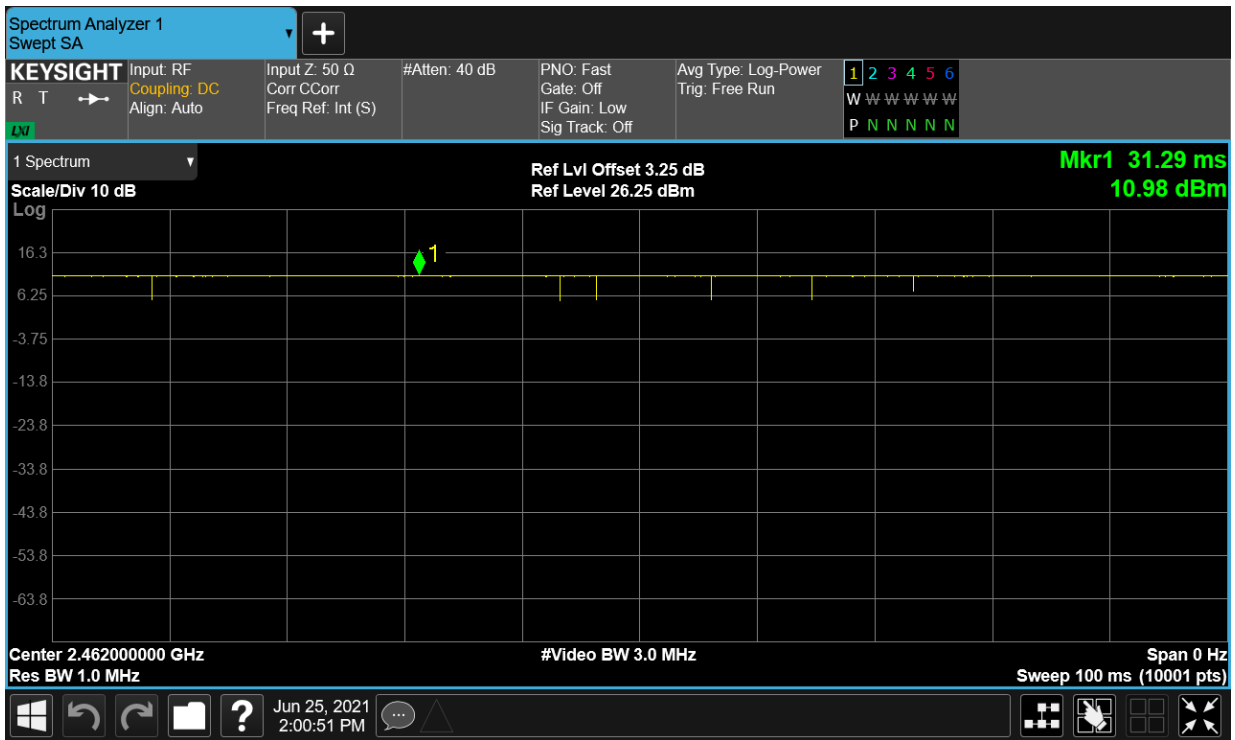 Spectrum Analyzer 1
Swept SA
KEYSIGHT
R T
LXI
Input: RF
Coupling: DC
Align: Auto
Input Z: 50 Ω
Corr CCorr
Freq Ref: Int (S)
#Atten: 40 dB
PNO: Fast
Gate: Off
IF Gain: Low
Sig Track: Off
Avg Type: Log-Power
Trig: Free Run
1 2 3 4 5 6
W W W W W W
P N N N N N
1 Spectrum
Scale/Div 10 dB
Log
Ref Lvl Offset 3.25 dB
Ref Level 26.25 dBm
Mkr1 31.29 ms
10.98 dBm
1
16.3
6.25
-3.75
-13.8
-23.8
-33.8
-43.8
-53.8
-63.8
Center 2.462000000 GHz
Res BW 1.0 MHz
#Video BW 3.0 MHz
Span 0 Hz
Sweep 100 ms (10001 pts)
?
Jun 25, 2021
2:00:51 PM